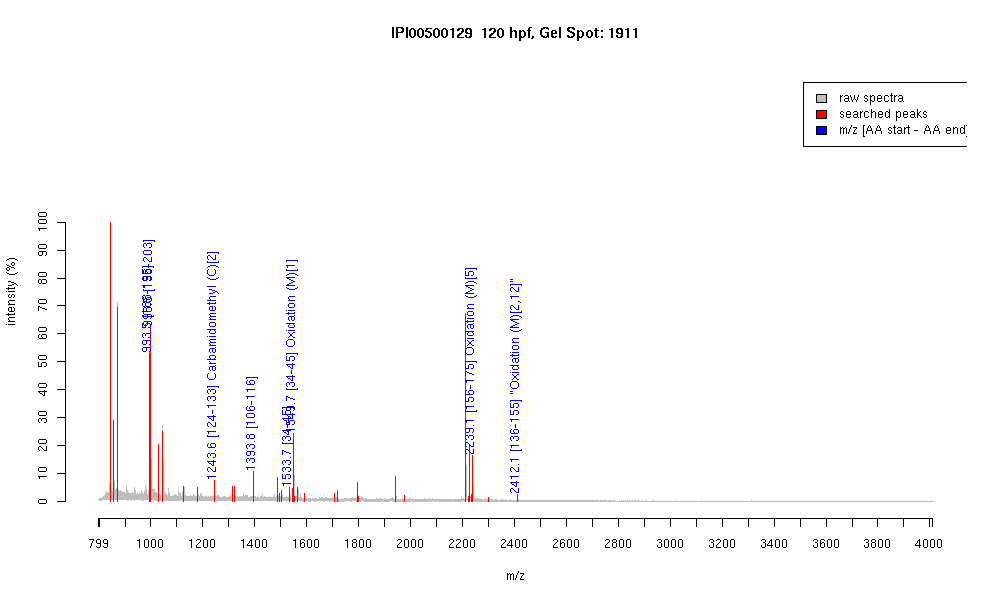 IPI00500129 120 hpf, Gel Spot: 1911
raw spectra
searched peaks
m/z [AA start - AA end]
intensity (%)
100
90
80
70
60
50
40
30
20
10
0
1243.6 [124-133] Carbamidomethyl (C)[2]
1393.8 [106-116]
1533.7 [34-45]
1549.7 [34-45] Oxidation (M)[1]
2239.1 [156-175] Oxidation (M)[5]
2412.1 [136-155] "Oxidation (M)[2,12]"
799 1000 1200 1400 1600 1800 2000 2200 2400 2600 2800 3000 3200 3400 3600 3800 4000
m/z